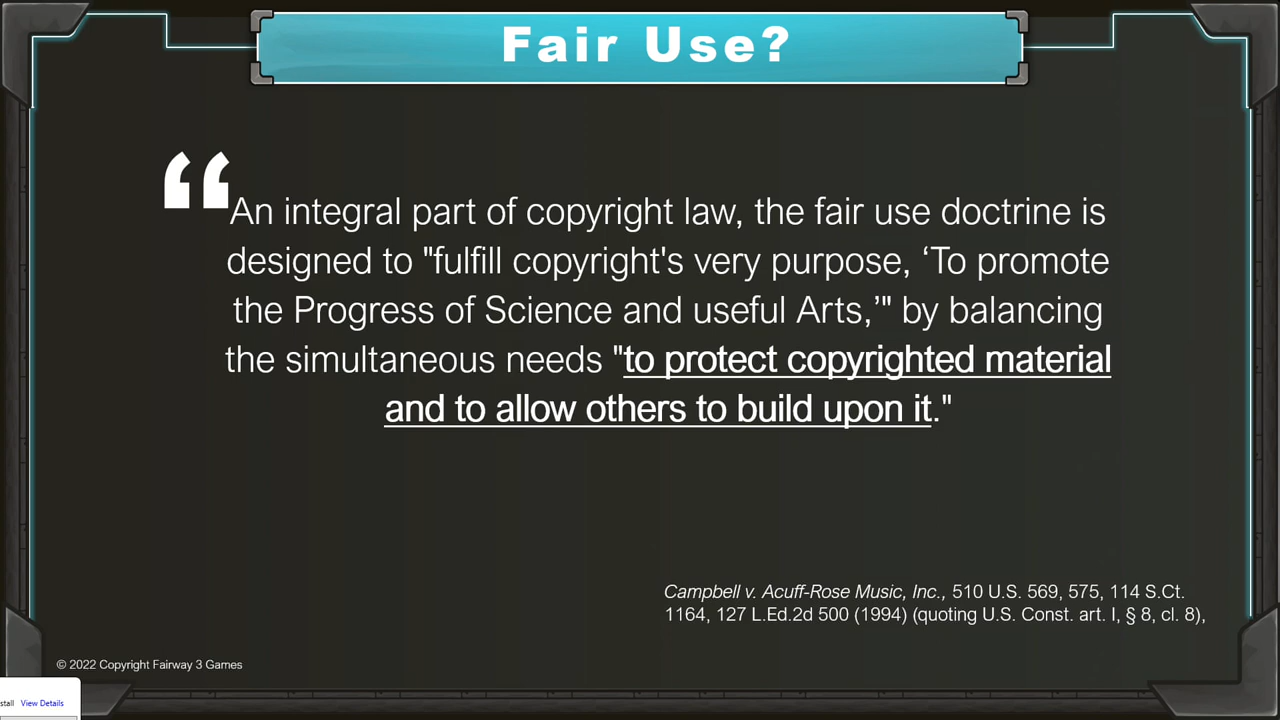 Fair Use?
“An integral part of copyright law, the fair use doctrine is
designed to "fulfill copyright's very purpose, ‘To promote
the Progress of Science and useful Arts,’" by balancing
the simultaneous needs "to protect copyrighted material
and to allow others to build upon it."
Campbell v. Acuff-Rose Music, Inc., 510 U.S. 569, 575, 114 S.Ct.
1164, 127 L.Ed.2d 500 (1994) (quoting U.S. Const. art. I, § 8, cl. 8),
© 2022 Copyright Fairway 3 Games
stall View Details